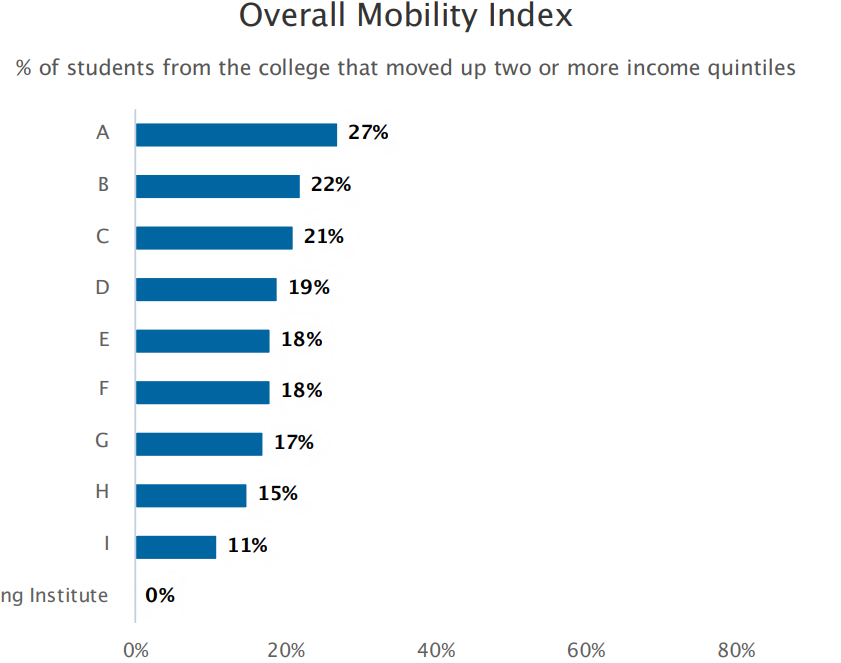 Overall Mobility Index
% of students from the college that moved up two or more income quintiles
A 27%
B 22%
C 21%
D 19%
E 18%
F 18%
G 17%
H 15%
I 11%
Institute 0%
0% 20% 40% 60% 80%